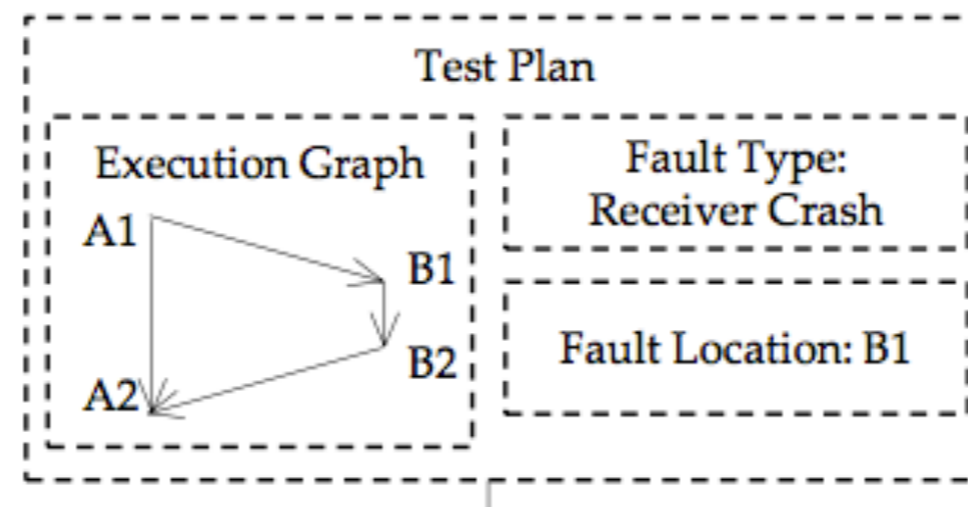 Test Plan
Execution Graph
A1
B1
B2
A2
Fault Type:
Receiver Crash
Fault Location: B1